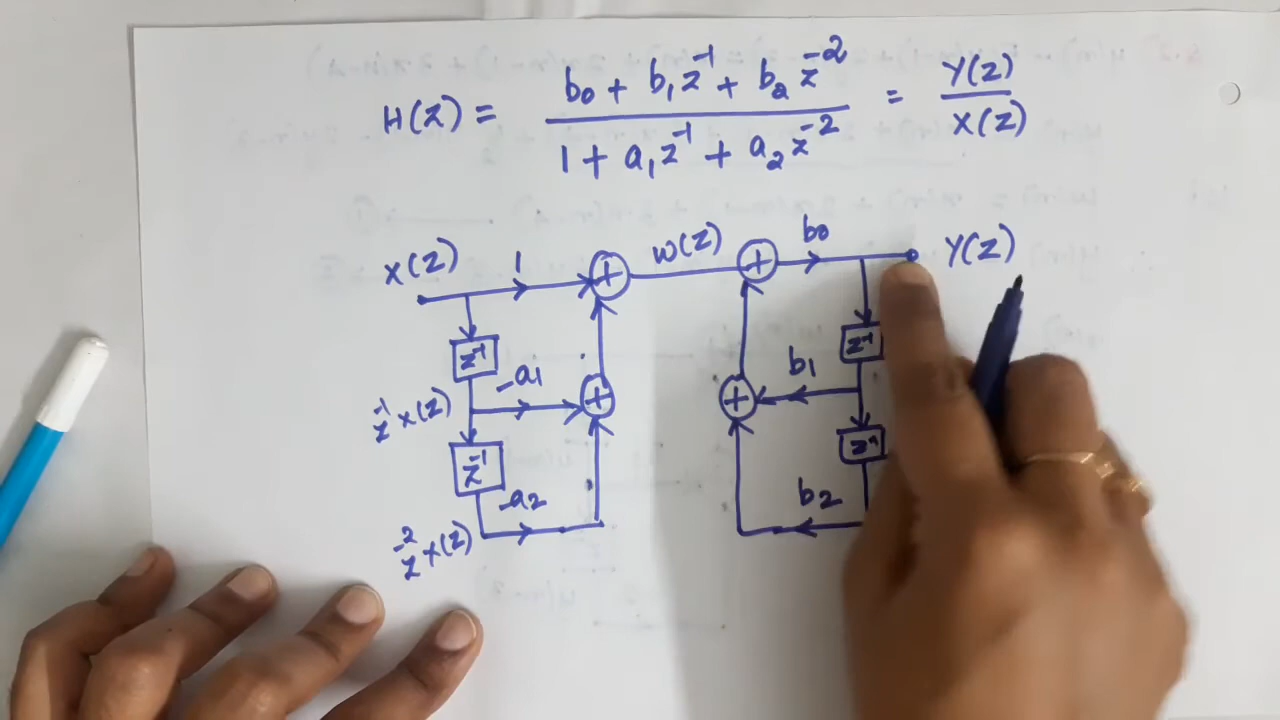 H(Z) = b₀ + b₁z⁻¹ + b₂z⁻² / 1 + a₁z⁻¹ + a₂z⁻² = Y(Z) / X(Z)
X(Z) 1 + W(Z) + b₀ Y(Z)
z⁻¹ z⁻¹
-a₁ b₁
z⁻¹ X(Z) + +
z⁻¹ z⁻¹
-a₂ b₂
z⁻² X(Z)